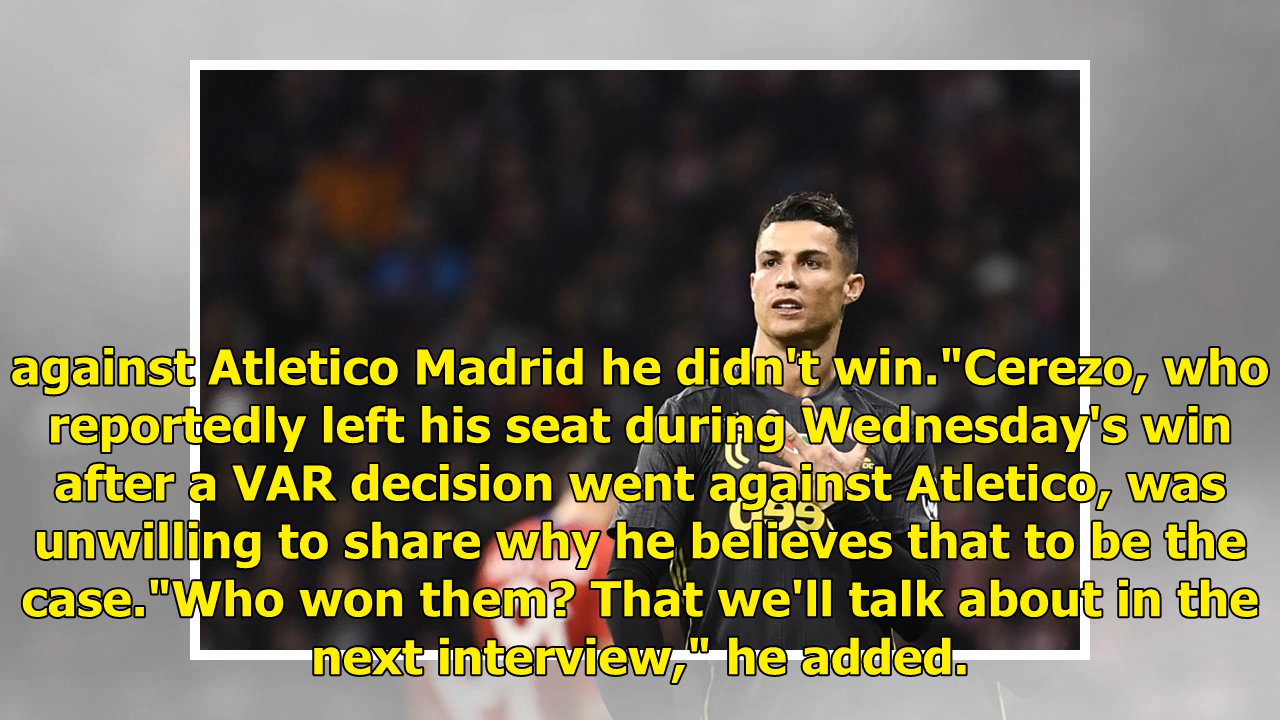 against Atletico Madrid he didn't win."Cerezo, who
reportedly left his seat during Wednesday's win
after a VAR decision went against Atletico, was
unwilling to share why he believes that to be the
case."Who won them? That we'll talk about in the
next interview," he added.
Jeep